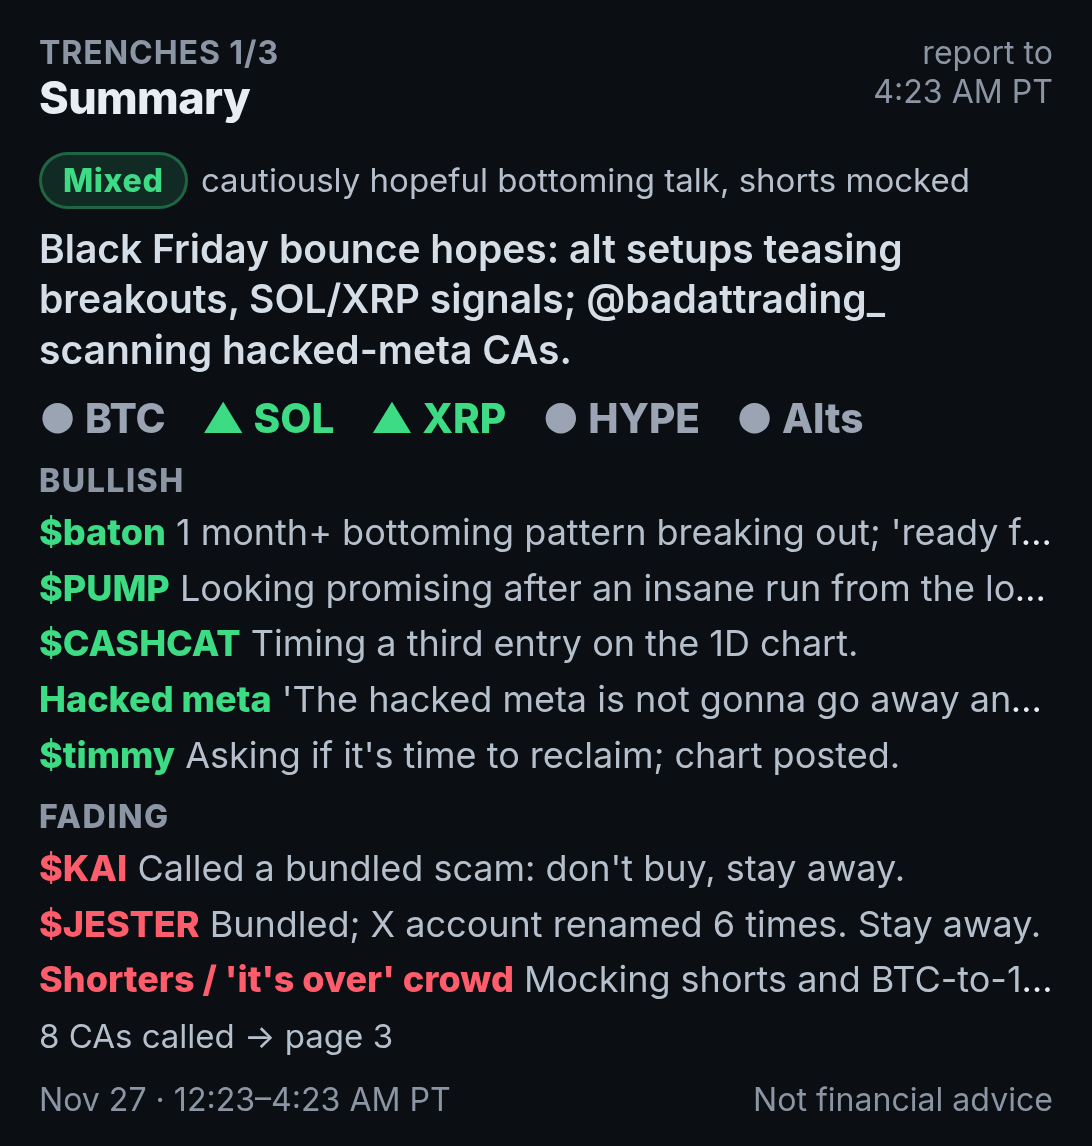 TRENCHES 1/3
report to
Summary
4:23 AM PT
Mixed cautiously hopeful bottoming talk, shorts mocked
Black Friday bounce hopes: alt setups teasing
breakouts, SOL/XRP signals; @badattrading_
scanning hacked-meta CAs.
● BTC ▲ SOL ▲ XRP ● HYPE ● Alts
BULLISH
$baton 1 month+ bottoming pattern breaking out; 'ready f...
$PUMP Looking promising after an insane run from the lo...
$CASHCAT Timing a third entry on the 1D chart.
Hacked meta 'The hacked meta is not gonna go away an...
$timmy Asking if it's time to reclaim; chart posted.
FADING
$KAI Called a bundled scam: don't buy, stay away.
$JESTER Bundled; X account renamed 6 times. Stay away.
Shorters / 'it's over' crowd Mocking shorts and BTC-to-1...
8 CAs called → page 3
Nov 27 · 12:23–4:23 AM PT
Not financial advice